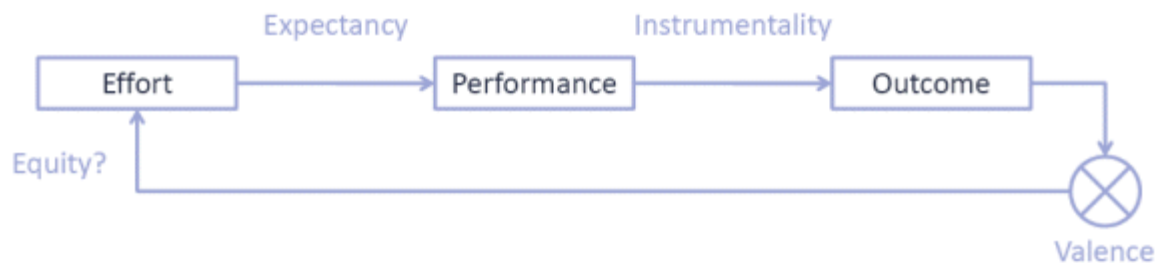 Expectancy
Instrumentality
Effort
Performance
Outcome
Equity?
Valence